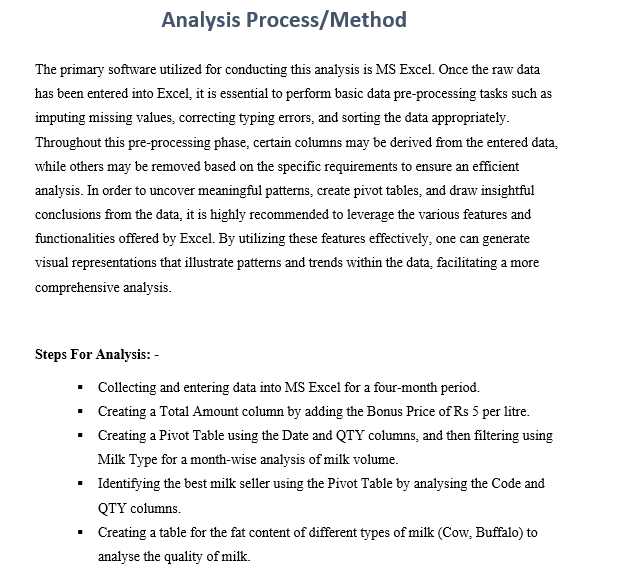 Analysis Process/Method
The primary software utilized for conducting this analysis is MS Excel. Once the raw data
has been entered into Excel, it is essential to perform basic data pre-processing tasks such as
imputing missing values, correcting typing errors, and sorting the data appropriately.
Throughout this pre-processing phase, certain columns may be derived from the entered data,
while others may be removed based on the specific requirements to ensure an efficient
analysis. In order to uncover meaningful patterns, create pivot tables, and draw insightful
conclusions from the data, it is highly recommended to leverage the various features and
functionalities offered by Excel. By utilizing these features effectively, one can generate
visual representations that illustrate patterns and trends within the data, facilitating a more
comprehensive analysis.
Steps For Analysis: -
▪ Collecting and entering data into MS Excel for a four-month period.
▪ Creating a Total Amount column by adding the Bonus Price of Rs 5 per litre.
▪ Creating a Pivot Table using the Date and QTY columns, and then filtering using
Milk Type for a month-wise analysis of milk volume.
▪ Identifying the best milk seller using the Pivot Table by analysing the Code and
QTY columns.
▪ Creating a table for the fat content of different types of milk (Cow, Buffalo) to
analyse the quality of milk.